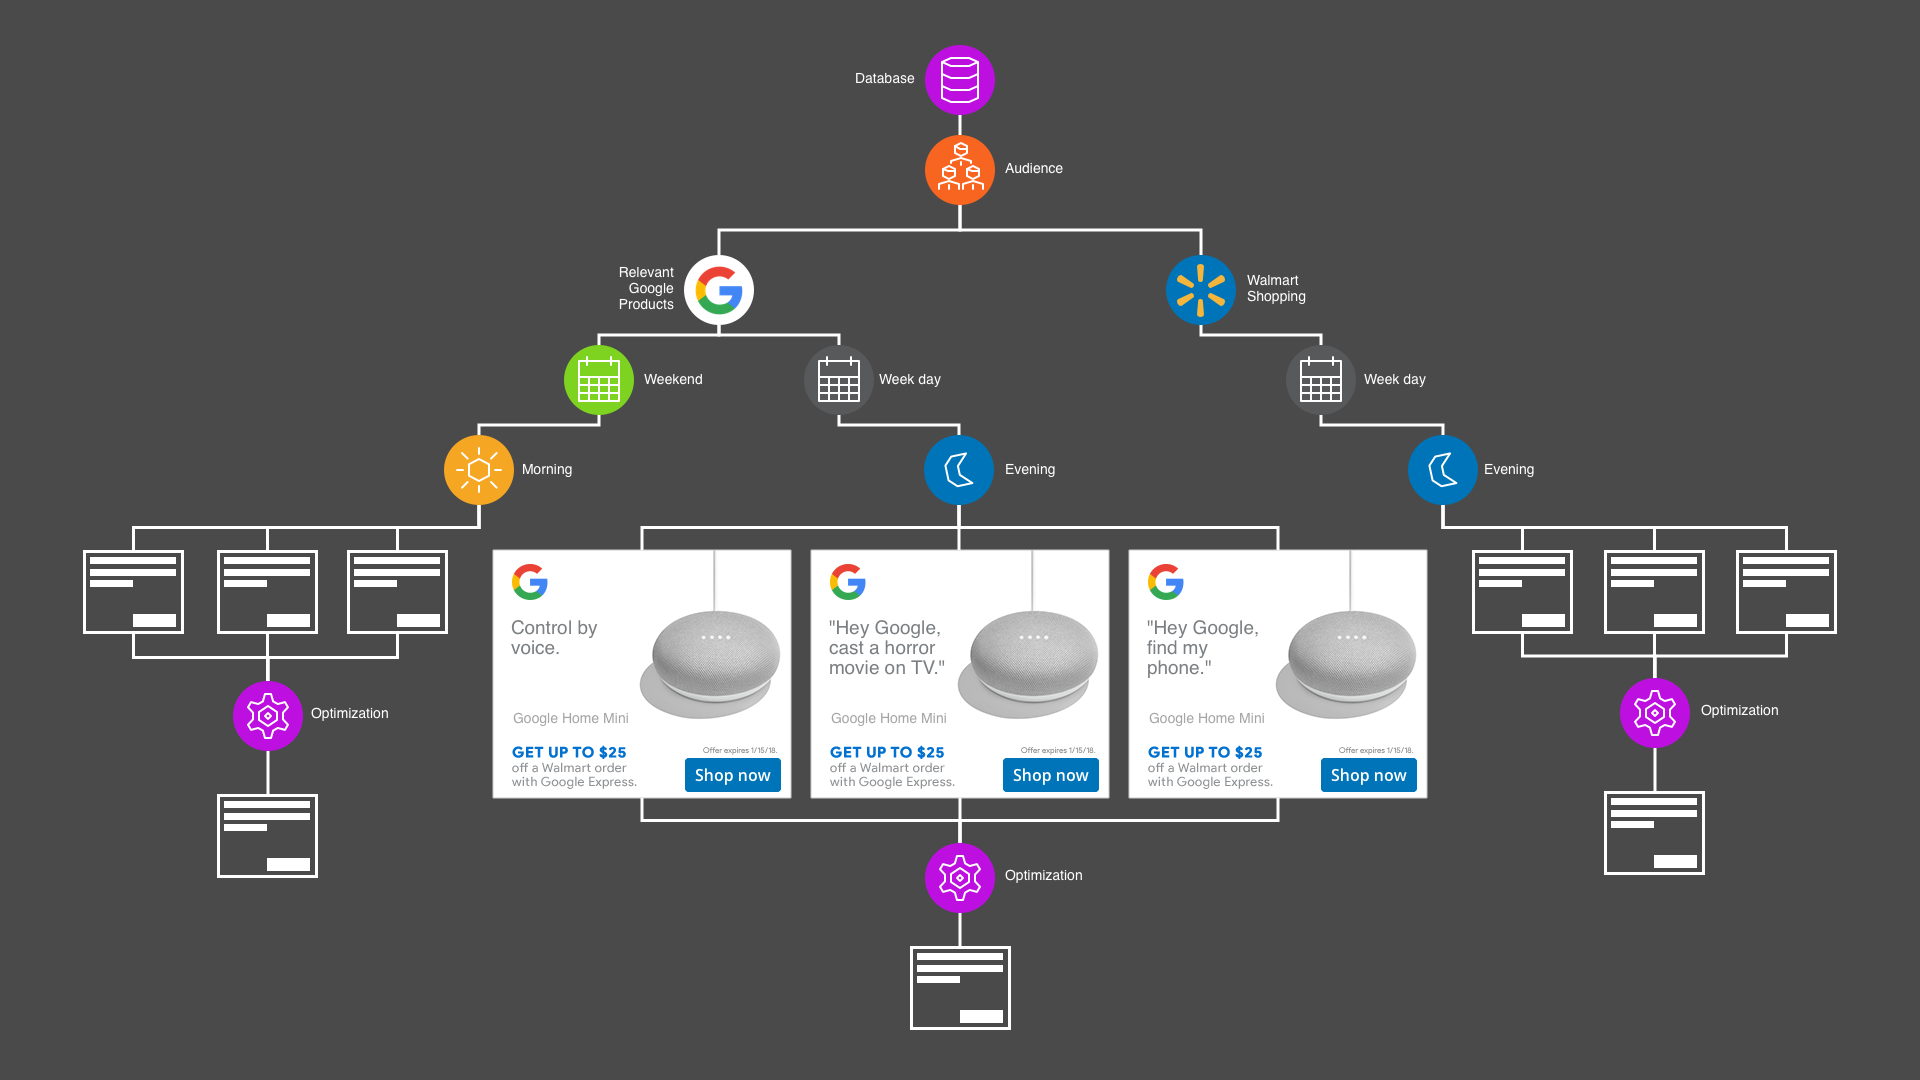 Database
Audience
Relevant
Google
Products
Walmart
Shopping
Weekend
Week day
Week day
Morning
Evening
Evening
Control by
voice.
Google Home Mini
GET UP TO $25
off a Walmart order
with Google Express.
Offer expires 1/15/18.
Shop now
"Hey Google,
cast a horror
movie on TV."
Google Home Mini
GET UP TO $25
off a Walmart order
with Google Express.
Offer expires 1/15/18.
Shop now
"Hey Google,
find my
phone."
Google Home Mini
GET UP TO $25
off a Walmart order
with Google Express.
Offer expires 1/15/18.
Shop now
Optimization
Optimization
Optimization